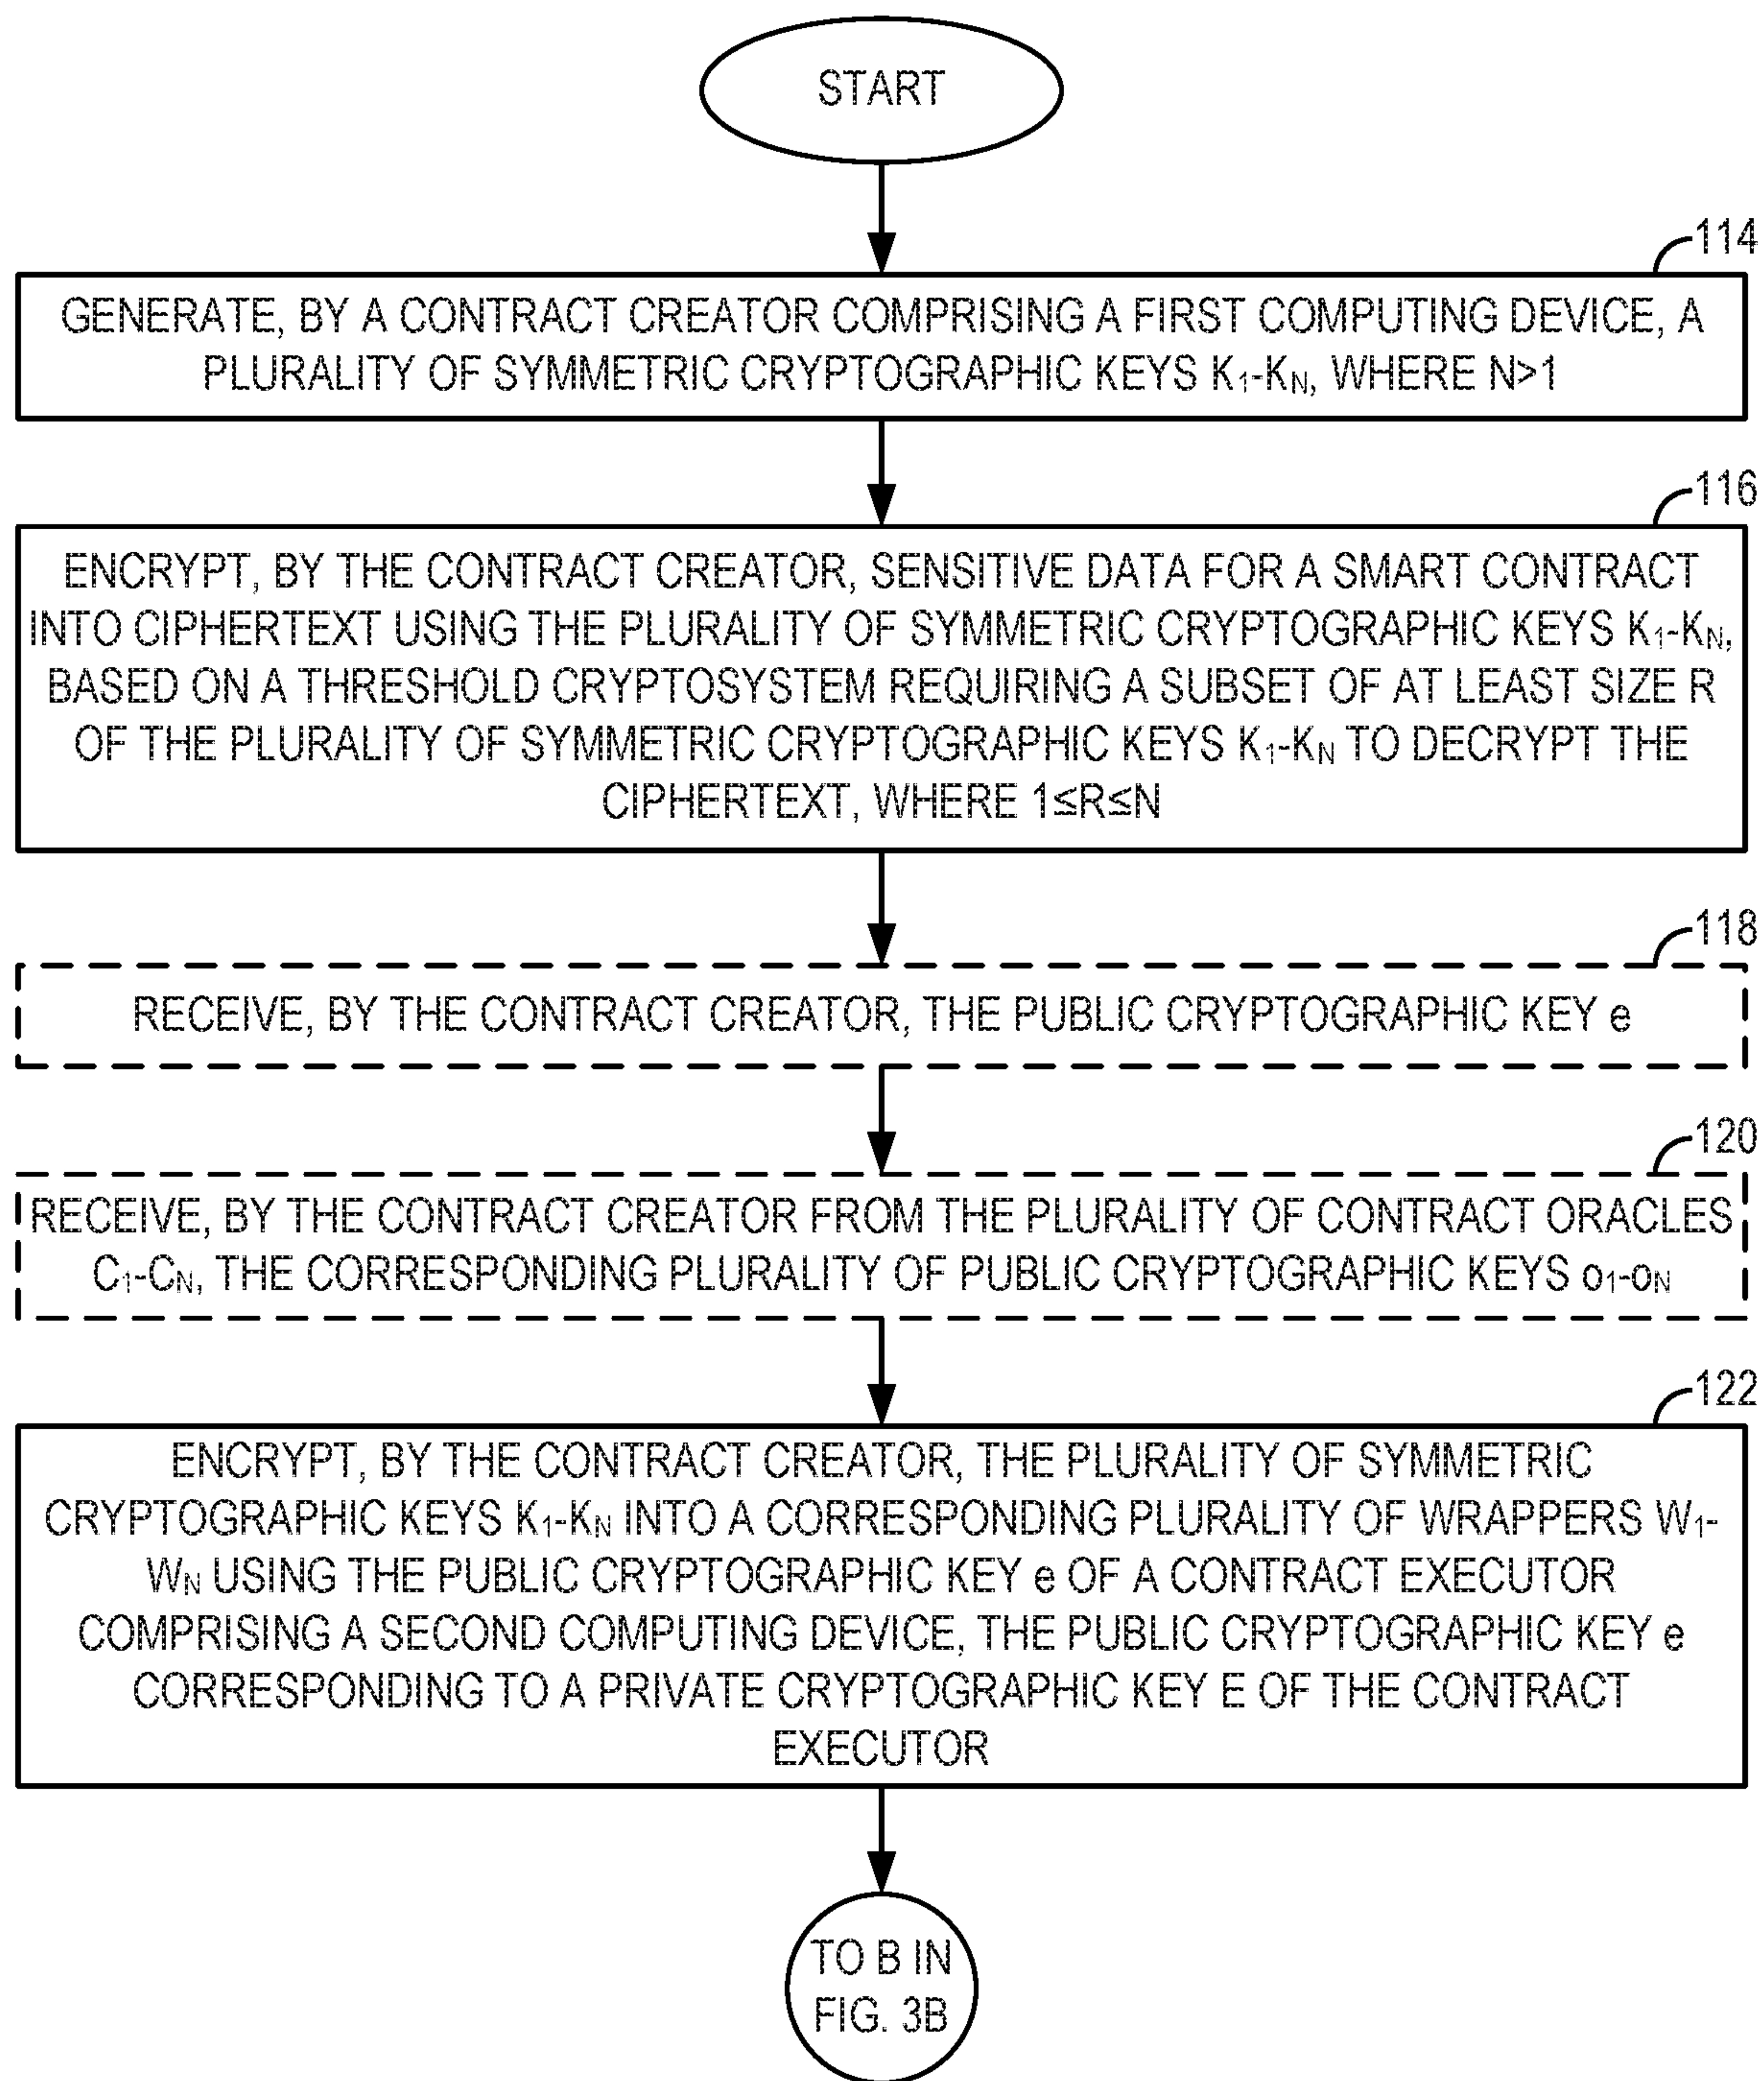 START
114
GENERATE, BY A CONTRACT CREATOR COMPRISING A FIRST COMPUTING DEVICE, A
PLURALITY OF SYMMETRIC CRYPTOGRAPHIC KEYS K₁-K_N, WHERE N>1
116
ENCRYPT, BY THE CONTRACT CREATOR, SENSITIVE DATA FOR A SMART CONTRACT
INTO CIPHERTEXT USING THE PLURALITY OF SYMMETRIC CRYPTOGRAPHIC KEYS K₁-K_N,
BASED ON A THRESHOLD CRYPTOSYSTEM REQUIRING A SUBSET OF AT LEAST SIZE R
OF THE PLURALITY OF SYMMETRIC CRYPTOGRAPHIC KEYS K₁-K_N TO DECRYPT THE
CIPHERTEXT, WHERE 1≤R≤N
118
RECEIVE, BY THE CONTRACT CREATOR, THE PUBLIC CRYPTOGRAPHIC KEY e
120
RECEIVE, BY THE CONTRACT CREATOR FROM THE PLURALITY OF CONTRACT ORACLES
C₁-C_N, THE CORRESPONDING PLURALITY OF PUBLIC CRYPTOGRAPHIC KEYS o₁-o_N
122
ENCRYPT, BY THE CONTRACT CREATOR, THE PLURALITY OF SYMMETRIC
CRYPTOGRAPHIC KEYS K₁-K_N INTO A CORRESPONDING PLURALITY OF WRAPPERS W₁-
W_N USING THE PUBLIC CRYPTOGRAPHIC KEY e OF A CONTRACT EXECUTOR
COMPRISING A SECOND COMPUTING DEVICE, THE PUBLIC CRYPTOGRAPHIC KEY e
CORRESPONDING TO A PRIVATE CRYPTOGRAPHIC KEY E OF THE CONTRACT
EXECUTOR
TO B IN
FIG. 3B